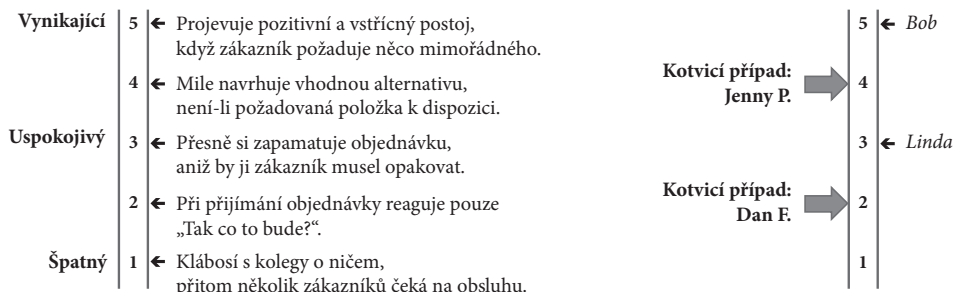 Vynikající 5 Projevuje pozitivní a vstřícný postoj,
když zákazník požaduje něco mimořádného.
4 Mile navrhuje vhodnou alternativu,
není-li požadovaná položka k dispozici.
Uspokojivý 3 Přesně si zapamatuje objednávku,
aniž by ji zákazník musel opakovat.
2 Při přijímání objednávky reaguje pouze
„Tak co to bude?“.
Špatný 1 Klábosí s kolegy o ničem,
přitom několik zákazníků čeká na obsluhu.
5 Bob
Kotvicí případ:
Jenny P. 4
3 Linda
Kotvicí případ:
Dan F. 2
1